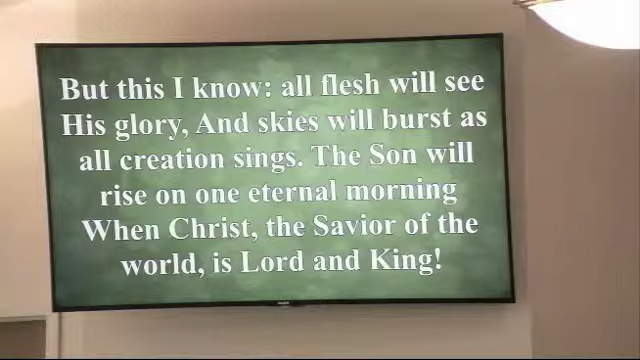 But this I know: all flesh will see
His glory, And skies will burst as
all creation sings. The Son will
rise on one eternal morning
When Christ, the Savior of the
world, is Lord and King!